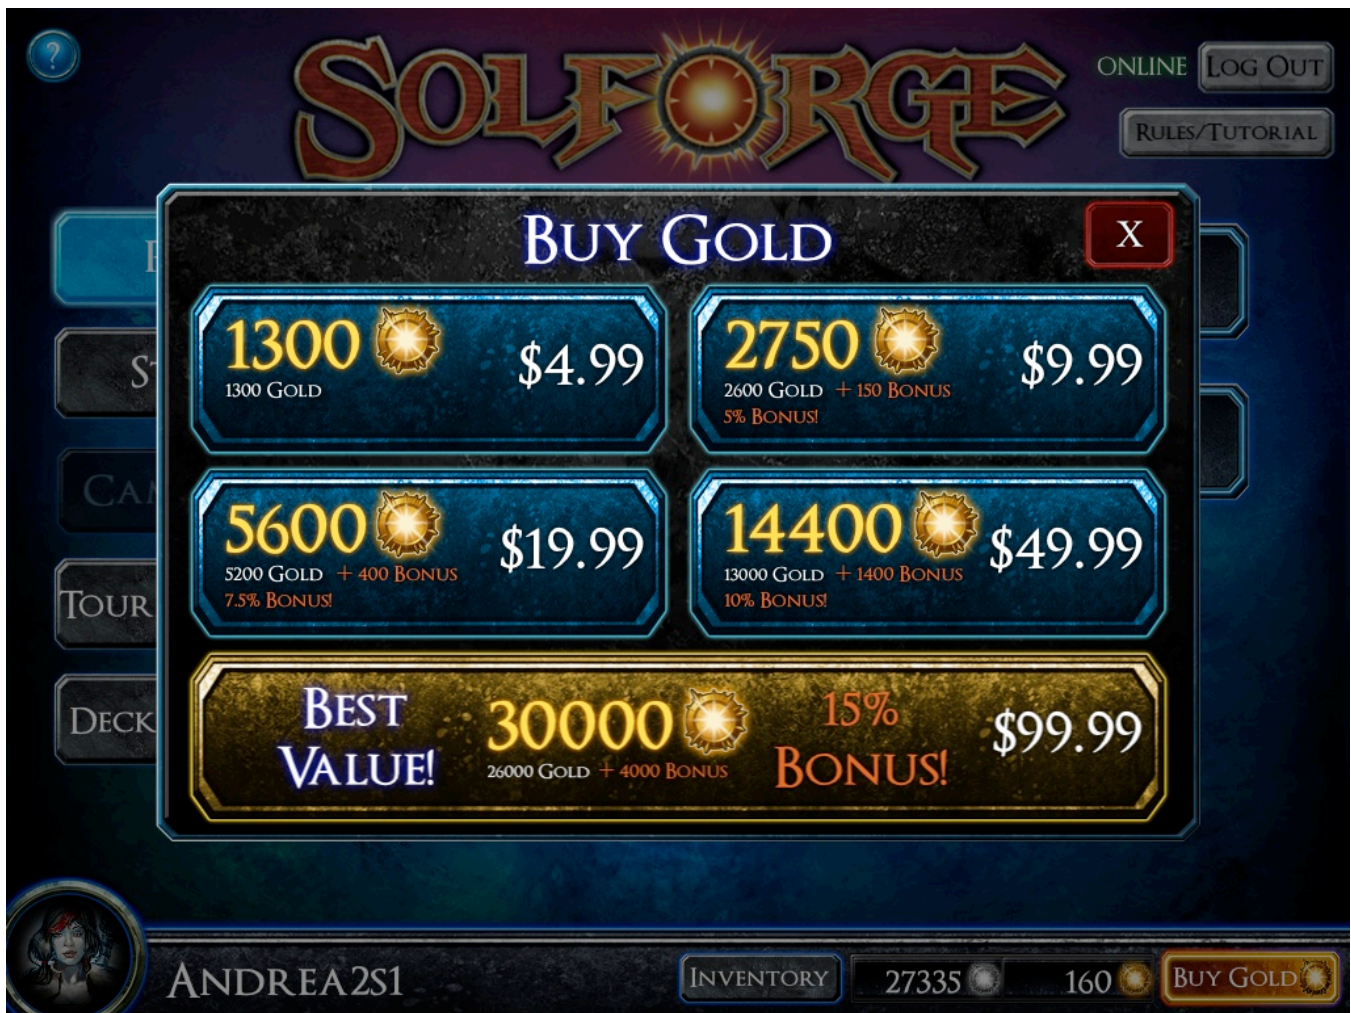 ?
SOLFORGE
ONLINE LOG OUT
RULES/TUTORIAL
BUY GOLD
X
1300 $4.99
1300 GOLD
2750 $9.99
2600 GOLD + 150 BONUS
5% BONUS!
5600 $19.99
5200 GOLD + 400 BONUS
7.5% BONUS!
14400 $49.99
13000 GOLD + 1400 BONUS
10% BONUS!
BEST
VALUE!
30000
26000 GOLD + 4000 BONUS
15%
BONUS!
$99.99
TOUR
DECK
ANDREA2S1
INVENTORY
27335
160
BUY GOLD